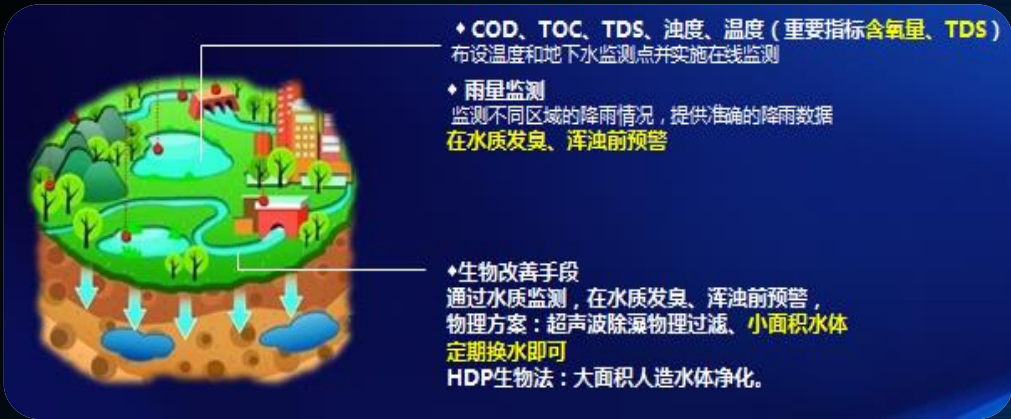 ♦ COD、TOC、TDS、浊度、温度（重要指标含氧量、TDS）
布设温度和地下水监测点并实施在线监测
♦ 雨量监测
监测不同区域的降雨情况，提供准确的降雨数据
在水质发臭、浑浊前预警
♦生物改善手段
通过水质监测，在水质发臭、浑浊前预警，
物理方案：超声波除藻物理过滤、小面积水体
定期换水即可
HDP生物法：大面积人造水体净化。